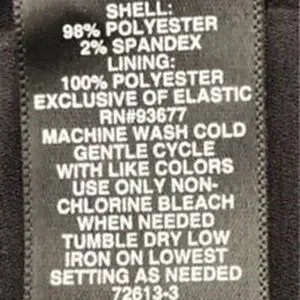 SHELL:
98% POLYESTER
2% SPANDEX
LINING:
100% POLYESTER
EXCLUSIVE OF ELASTIC
RN#93677
MACHINE WASH COLD
GENTLE CYCLE
WITH LIKE COLORS
USE ONLY NON-
CHLORINE BLEACH
WHEN NEEDED
TUMBLE DRY LOW
IRON ON LOWEST
SETTING AS NEEDED
72613-3